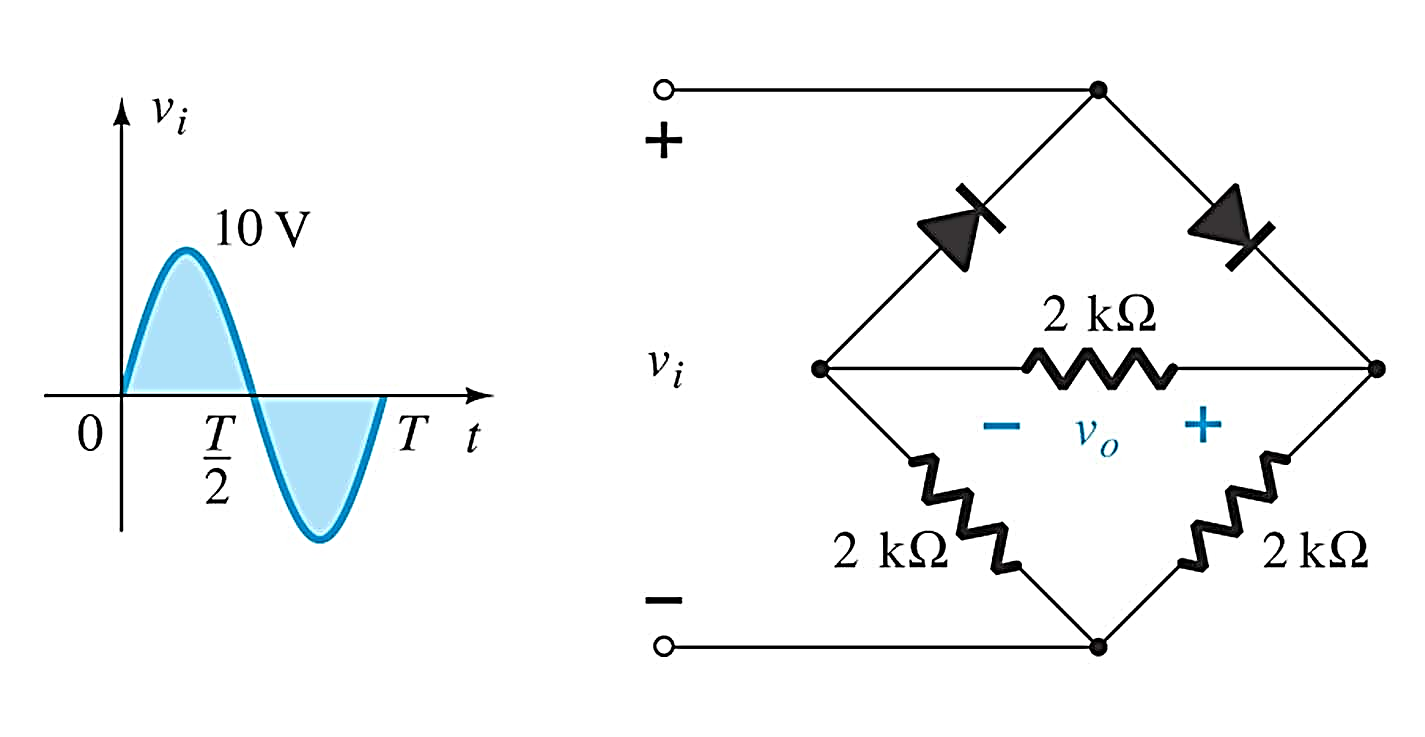 v_i
10 V
0
T/2
T
t
+
v_i
−
2 kΩ
− v_o +
2 kΩ
2 kΩ